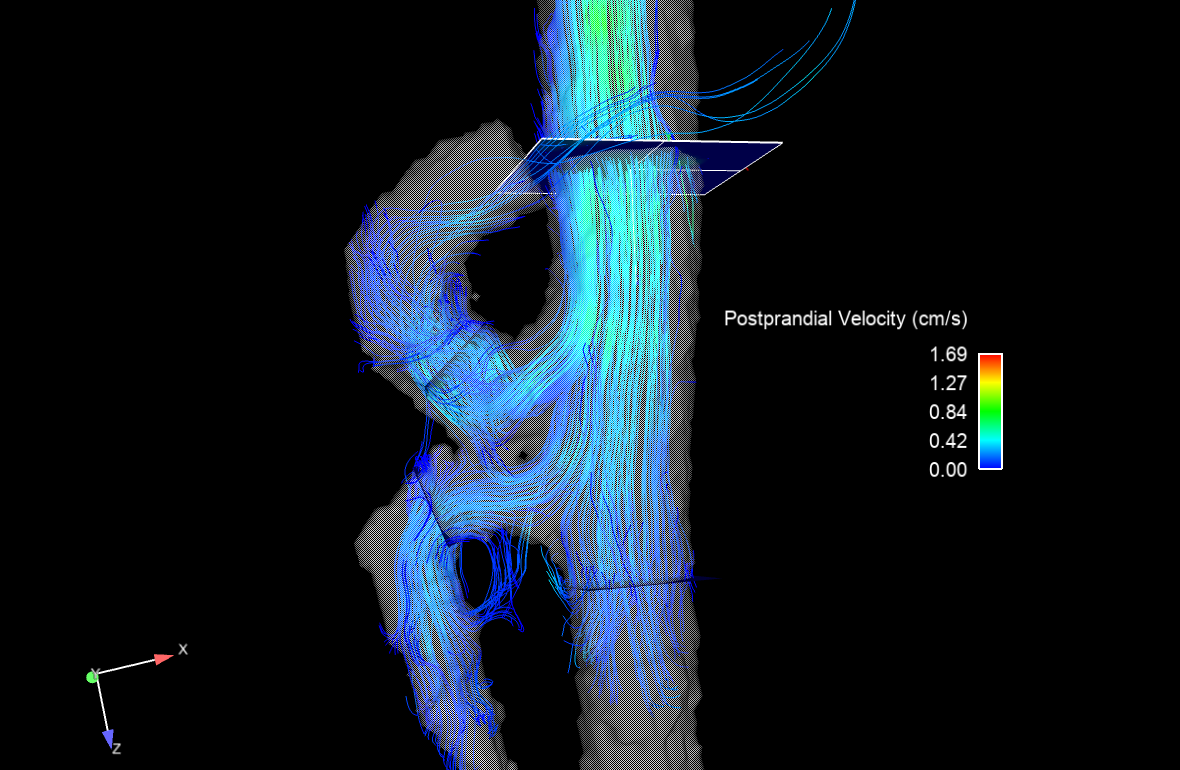 Postprandial Velocity (cm/s)
1.69
1.27
0.84
0.42
0.00
X
Y
Z